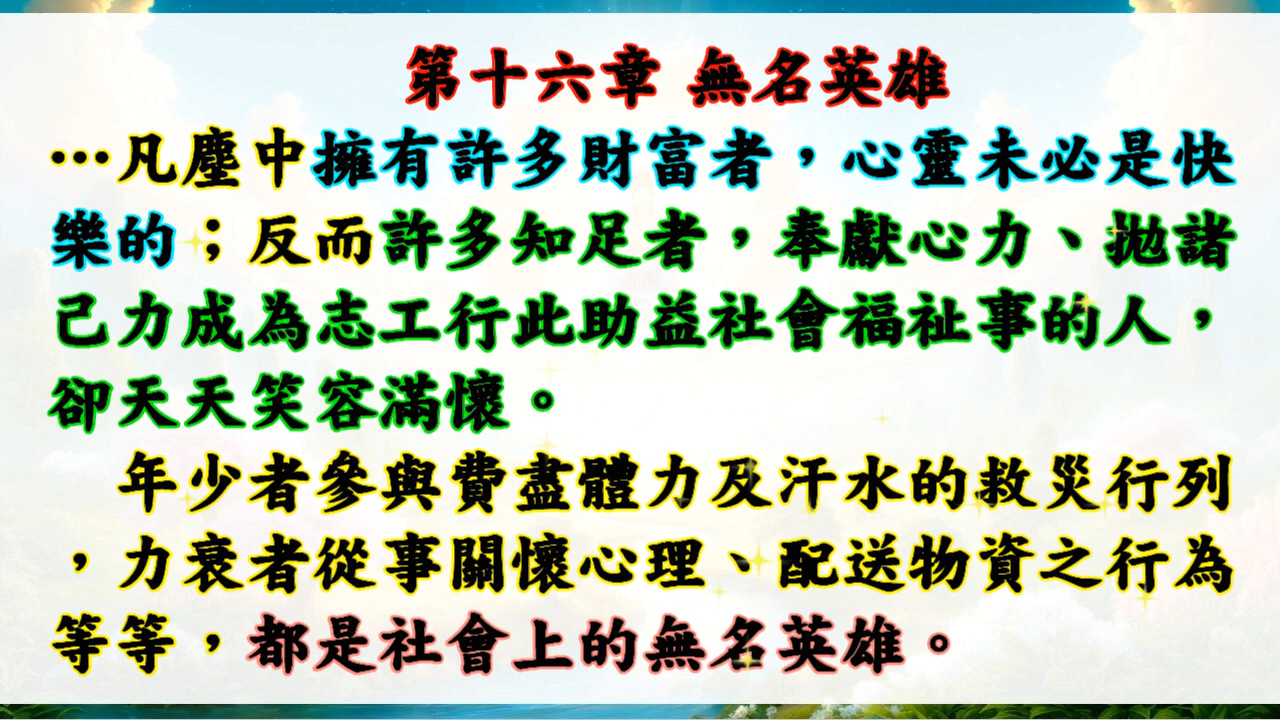 第十六章 無名英雄
…凡塵中擁有許多財富者，心靈未必是快
樂的；反而許多知足者，奉獻心力、拋諸
己力成為志工行此助益社會福祉事的人，
卻天天笑容滿懷。
年少者參與費盡體力及汗水的救災行列
，力衰者從事關懷心理、配送物資之行為
等等，都是社會上的無名英雄。